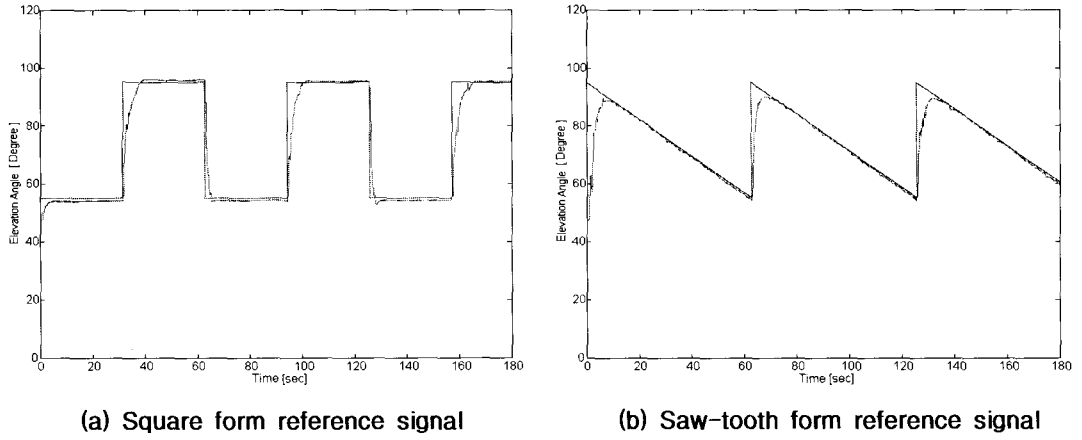 120
100
80
60
40
20
0
Elevation Angle [ Degree ]
0 20 40 60 80 100 120 140 160 180
Time [sec]
(a) Square form reference signal
120
100
80
60
40
20
0
Elevation Angle [ Degree ]
0 20 40 60 80 100 120 140 160 180
Time [sec]
(b) Saw-tooth form reference signal